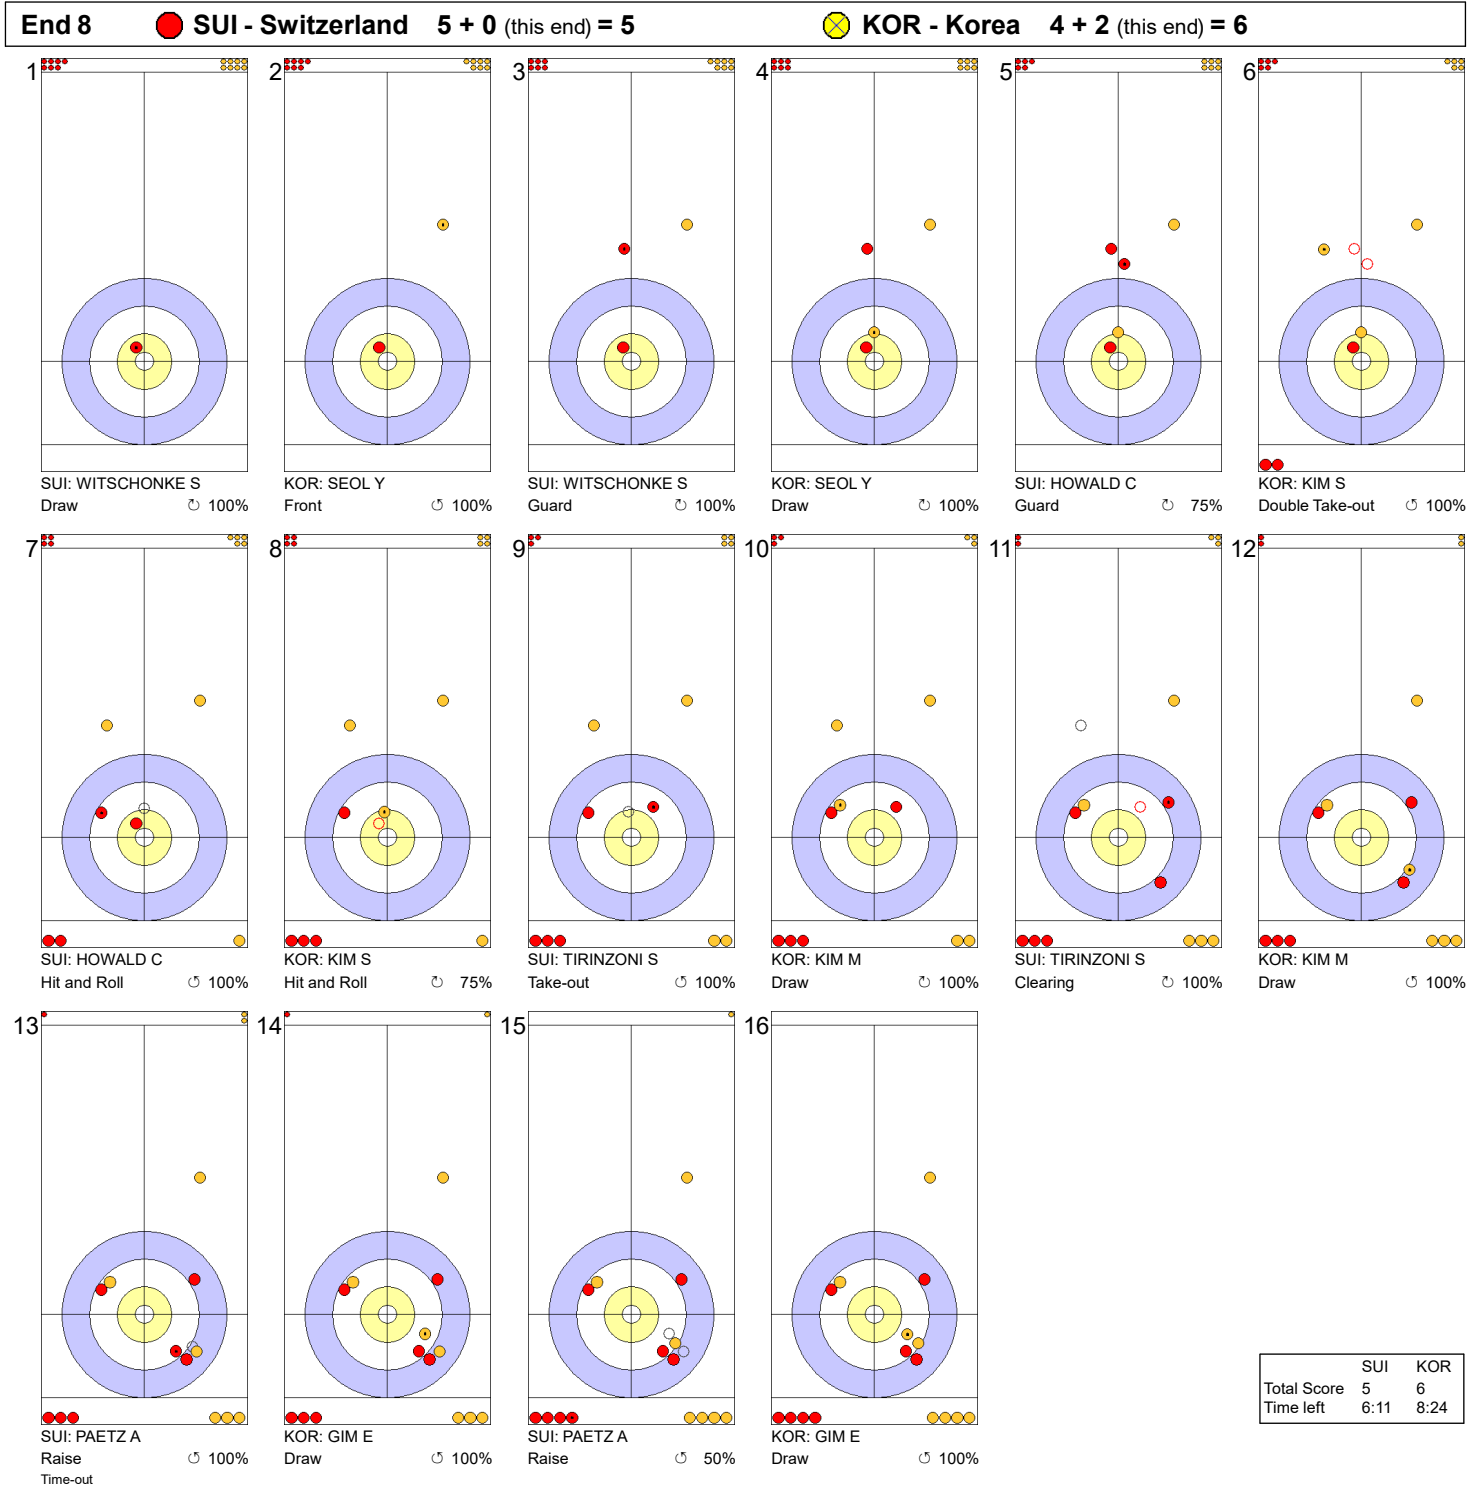 End 8 SUI - Switzerland 5 + 0 (this end) = 5 KOR - Korea 4 + 2 (this end) = 6
1 2 3 4 5 6
SUI: WITSCHONKE S KOR: SEOL Y SUI: WITSCHONKE S KOR: SEOL Y SUI: HOWALD C KOR: KIM S
Draw ↻ 100% Front ↺ 100% Guard ↻ 100% Draw ↺ 100% Guard ↻ 75% Double Take-out ↺ 100%
7 8 9 10 11 12
SUI: HOWALD C KOR: KIM S SUI: TIRINZONI S KOR: KIM M SUI: TIRINZONI S KOR: KIM M
Hit and Roll ↺ 100% Hit and Roll ↻ 75% Take-out ↺ 100% Draw ↺ 100% Clearing ↻ 100% Draw ↺ 100%
13 14 15 16
SUI KOR
Total Score 5 6
Time left 6:11 8:24
SUI: PAETZ A KOR: GIM E SUI: PAETZ A KOR: GIM E
Raise ↺ 100% Draw ↺ 100% Raise ↺ 50% Draw ↺ 100%
Time-out